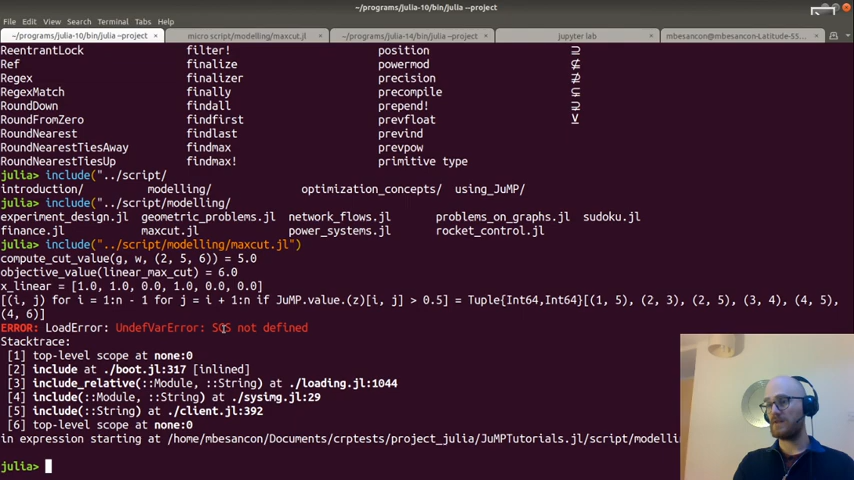 ~/programs/julia-10/bin/julia --project
File Edit View Search Terminal Tabs Help
~/programs/julia-10/bin/julia --project × micro script/modelling/maxcut.jl × ~/programs/julia-14/bin/julia --project × jupyter lab × mbesancon@mbesancon-Latitude-55... ×
ReentrantLock filter! position ⊇
Ref finalize powermod
Regex finalizer precision
RegexMatch finally precompile
RoundDown findall prepend!
RoundFromZero findfirst prevfloat
RoundNearest findlast prevind
RoundNearestTiesAway findmax prevpow
RoundNearestTiesUp findmax! primitive type
julia> include("../script/
introduction/ modelling/ optimization_concepts/ using_JuMP/
julia> include("../script/modelling/
experiment_design.jl geometric_problems.jl network_flows.jl problems_on_graphs.jl sudoku.jl
finance.jl maxcut.jl power_systems.jl rocket_control.jl
julia> include("../script/modelling/maxcut.jl")
compute_cut_value(g, w, (2, 5, 6)) = 5.0
objective_value(linear_max_cut) = 6.0
x_linear = [1.0, 1.0, 0.0, 1.0, 0.0, 0.0]
[(i, j) for i = 1:n - 1 for j = i + 1:n if JuMP.value.(z)[i, j] > 0.5] = Tuple{Int64,Int64}[(1, 5), (2, 3), (2, 5), (3, 4), (4, 5),
(4, 6)]
ERROR: LoadError: UndefVarError: SCS not defined
Stacktrace:
[1] top-level scope at none:0
[2] include at ./boot.jl:317 [inlined]
[3] include_relative(::Module, ::String) at ./loading.jl:1044
[4] include(::Module, ::String) at ./sysimg.jl:29
[5] include(::String) at ./client.jl:392
[6] top-level scope at none:0
in expression starting at /home/mbesancon/Documents/crptests/project_julia/JuMPTutorials.jl/script/modelli
julia>